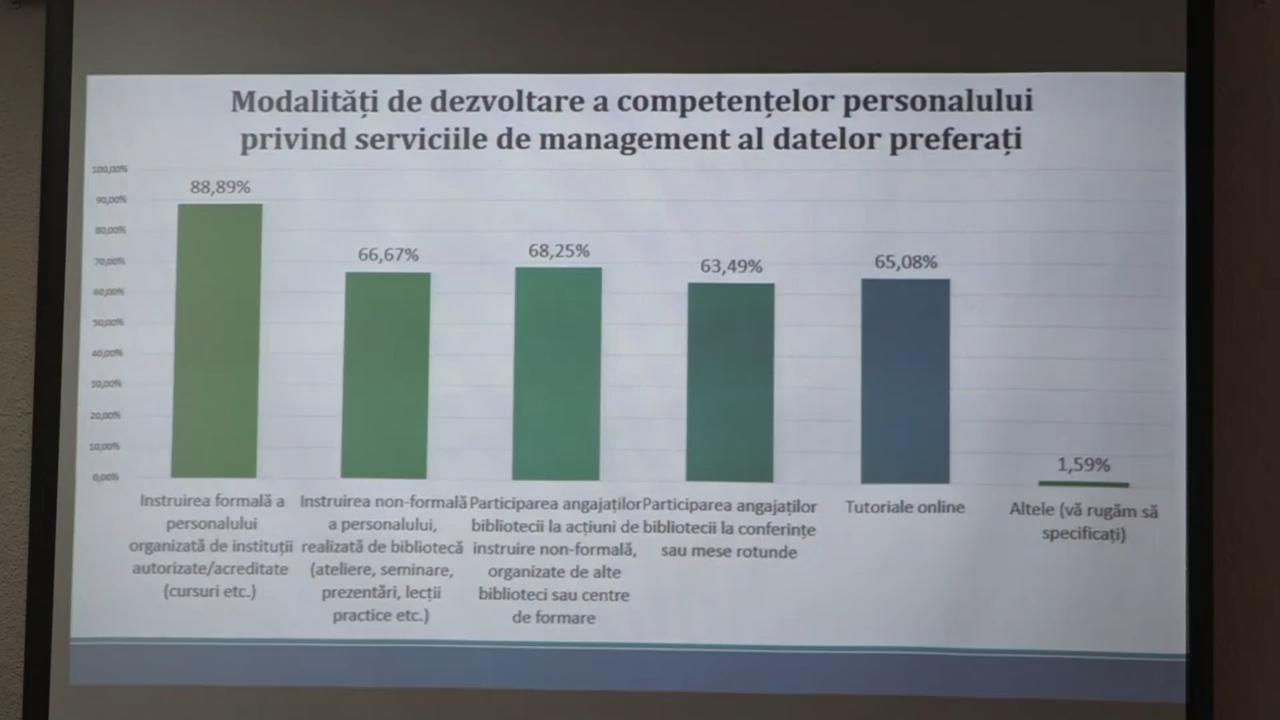 Modalități de dezvoltare a competențelor personalului
privind serviciile de management al datelor preferați
100,00%
90,00%
80,00%
70,00%
60,00%
50,00%
40,00%
30,00%
20,00%
10,00%
0,00%
88,89%
66,67%
68,25%
63,49%
65,08%
1,59%
Instruirea formală a
personalului
organizată de instituții
autorizate/acreditate
(cursuri etc.)
Instruirea non-formală
a personalului,
realizată de bibliotecă
(ateliere, seminare,
prezentări, lecții
practice etc.)
Participarea angajaților
bibliotecii la acțiuni de
instruire non-formală,
organizate de alte
biblioteci sau centre
de formare
Participarea angajaților
bibliotecii la conferințe
sau mese rotunde
Tutoriale online
Altele (vă rugăm să
specificați)